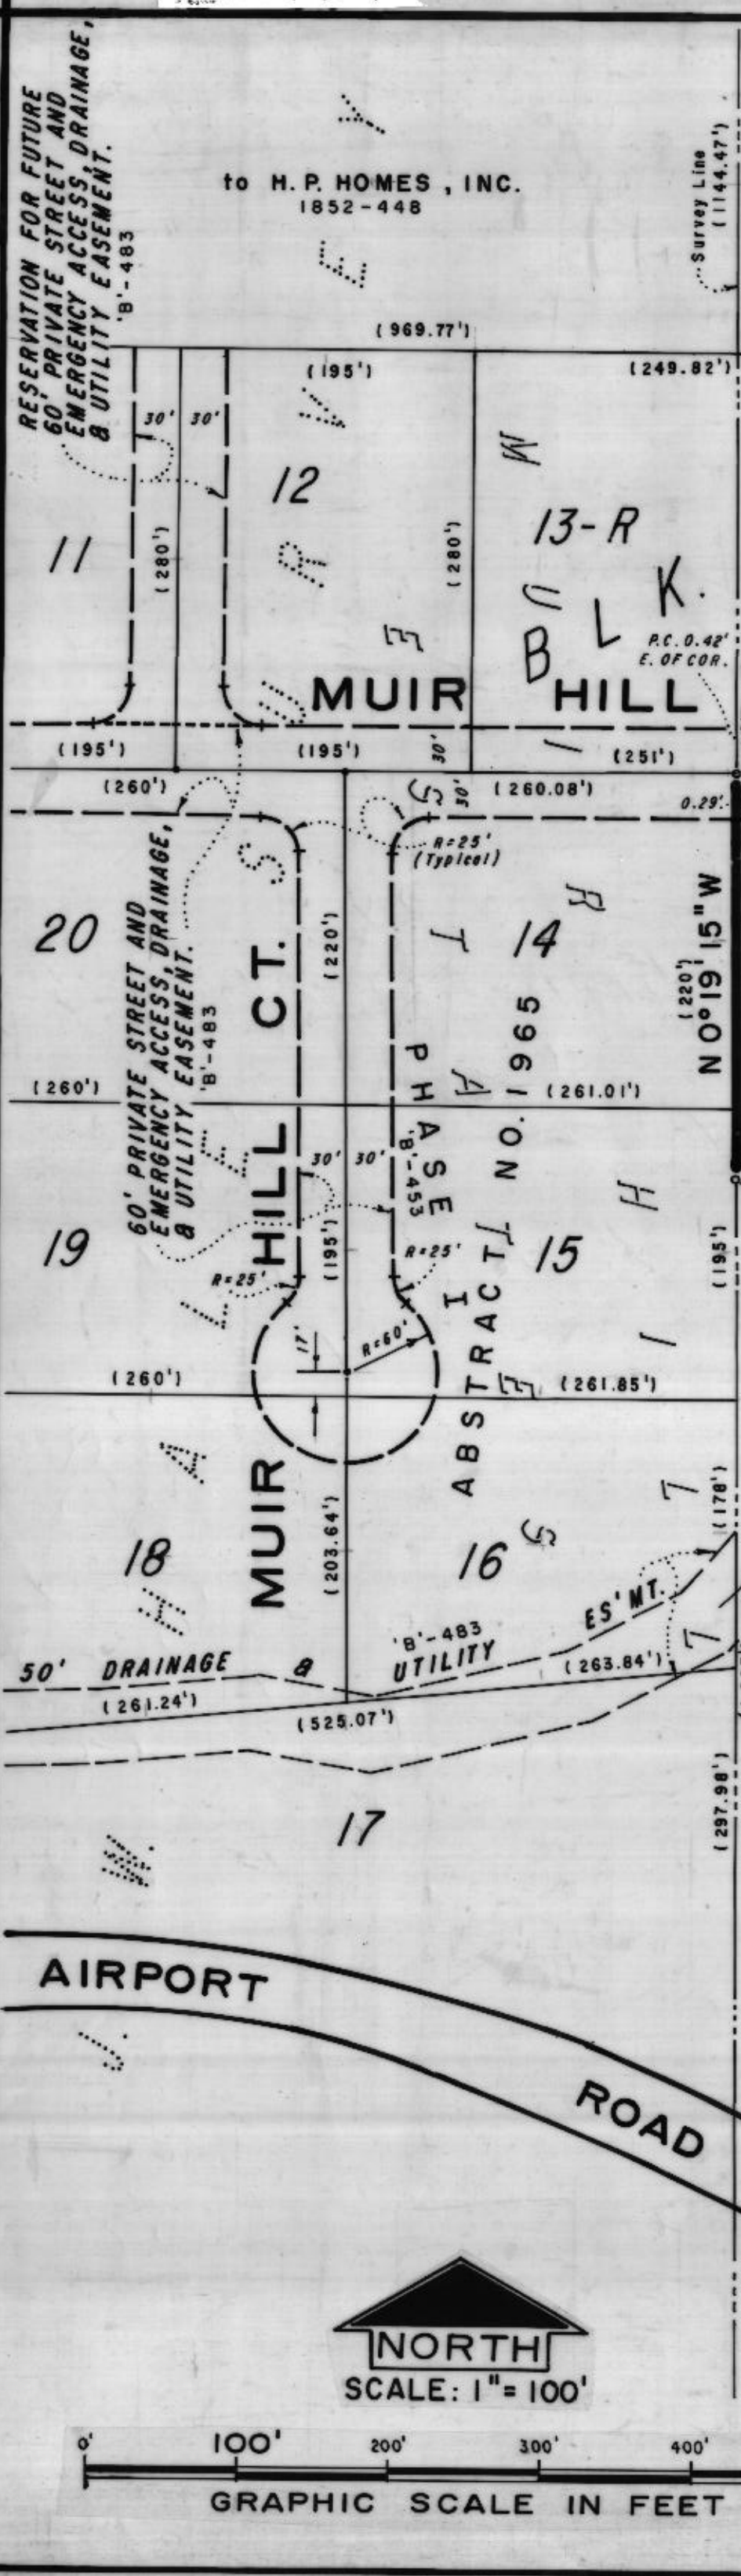 RESERVATION FOR FUTURE
60' PRIVATE STREET AND
EMERGENCY ACCESS, DRAINAGE,
& UTILITY EASEMENT.
'B'-483
to H. P. HOMES , INC.
1852-448
Survey Line
(1144.47')
(969.77')
(195')
(249.82')
30' 30'
11
12
13-R
(280')
(280')
BLK.
P.C. 0.42'
E. OF COR.
MUIR HILL
(195')
(195')
30'
(251')
(260')
30'
(260.08')
0.29'
R=25'
(Typical)
60' PRIVATE STREET AND
EMERGENCY ACCESS, DRAINAGE,
& UTILITY EASEMENT.
'B'-483
20
(220')
14
N 0°19'15" W
(220')
(260')
(261.01')
MUIR HILL CT.
PHASE I
'B'-453
ABSTRACT NO. 1965
J. W. HALE SURVEY
MUIRHILL
ESTATES
30' 30'
19
(195')
15
(195')
R=25'
R=25'
17'
R=60'
(260')
(261.85')
18
(203.64')
16
(178')
50' DRAINAGE & UTILITY ES'MT.
'B'-483
(261.24')
(263.84')
(525.07')
17
(297.98')
AIRPORT ROAD
NORTH
SCALE: 1"= 100'
0' 100' 200' 300' 400'
GRAPHIC SCALE IN FEET